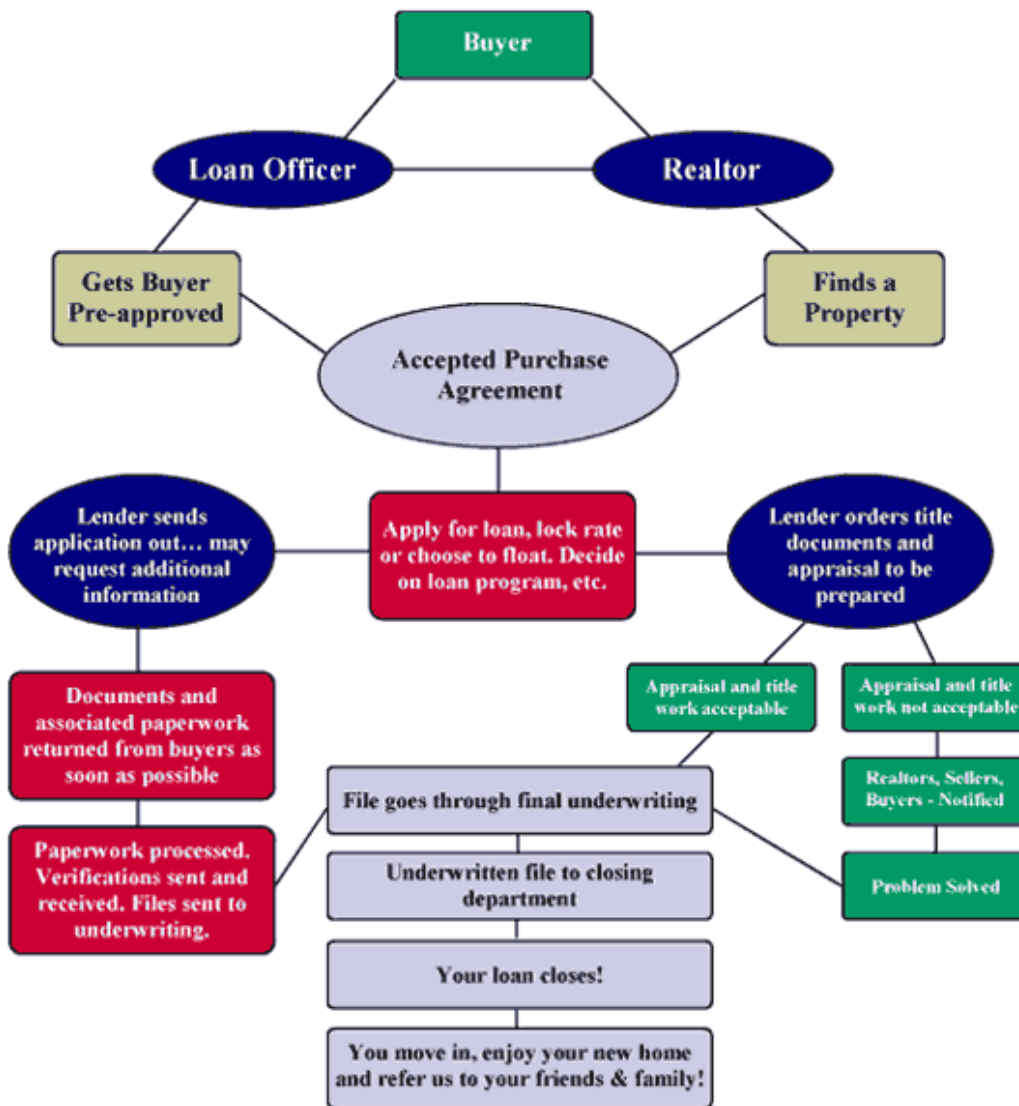 Buyer
Loan Officer
Realtor
Gets Buyer
Pre-approved
Finds a
Property
Accepted Purchase
Agreement
Lender sends
application out... may
request additional
information
Apply for loan, lock rate
or choose to float. Decide
on loan program, etc.
Lender orders title
documents and
appraisal to be
prepared
Documents and
associated paperwork
returned from buyers as
soon as possible
Appraisal and title
work acceptable
Appraisal and title
work not acceptable
Realtors, Sellers,
Buyers - Notified
File goes through final underwriting
Paperwork processed.
Verifications sent and
received. Files sent to
underwriting.
Underwritten file to closing
department
Problem Solved
Your loan closes!
You move in, enjoy your new home
and refer us to your friends & family!